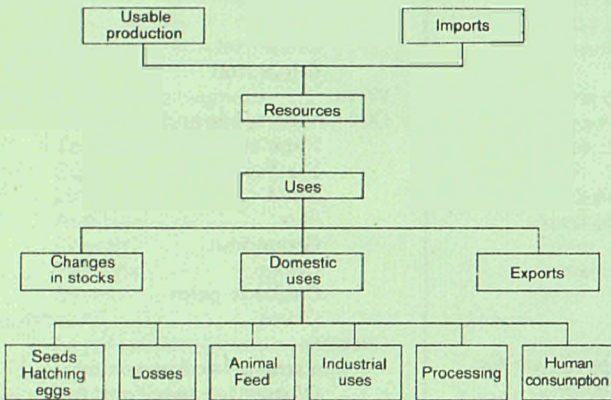 Usable
production
Imports
Resources
Uses
Changes
in stocks
Domestic
uses
Exports
Seeds
Hatching
eggs
Losses
Animal
Feed
Industrial
uses
Processing
Human
consumption